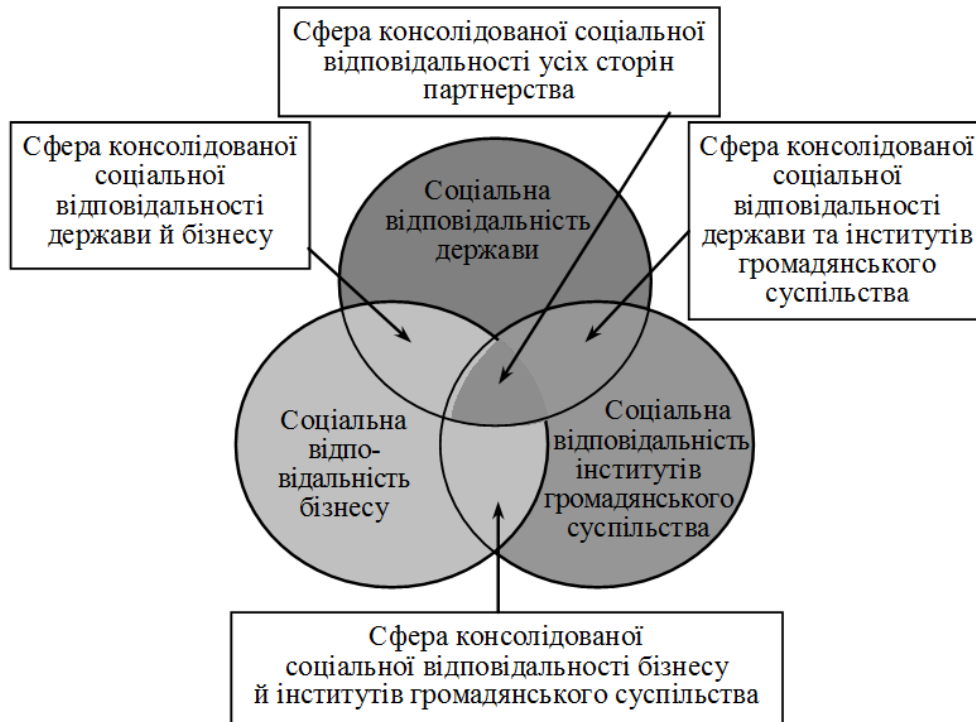 Сфера консолідованої соціальної
відповідальності усіх сторін
партнерства
Сфера консолідованої
соціальної
відповідальності
держави й бізнесу
Сфера консолідованої
соціальної
відповідальності
держави та інститутів
громадянського
суспільства
Соціальна
відповідальність
держави
Соціальна
відпо-
відальність
бізнесу
Соціальна
відповідальність
інститутів
громадянського
суспільства
Сфера консолідованої
соціальної відповідальності бізнесу
й інститутів громадянського суспільства